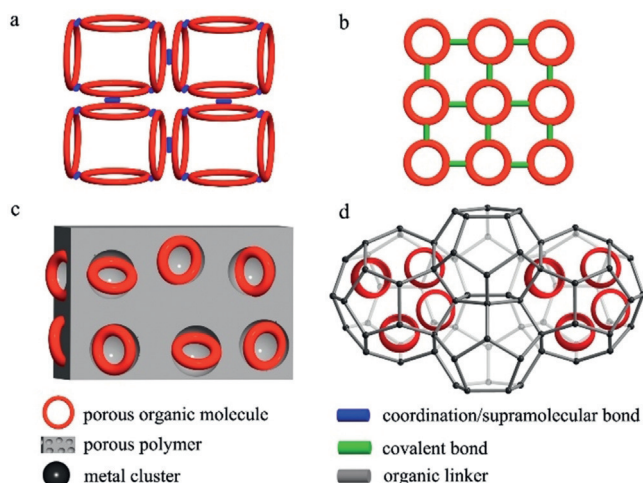 a
b
c
d
porous organic molecule
porous polymer
metal cluster
coordination/supramolecular bond
covalent bond
organic linker